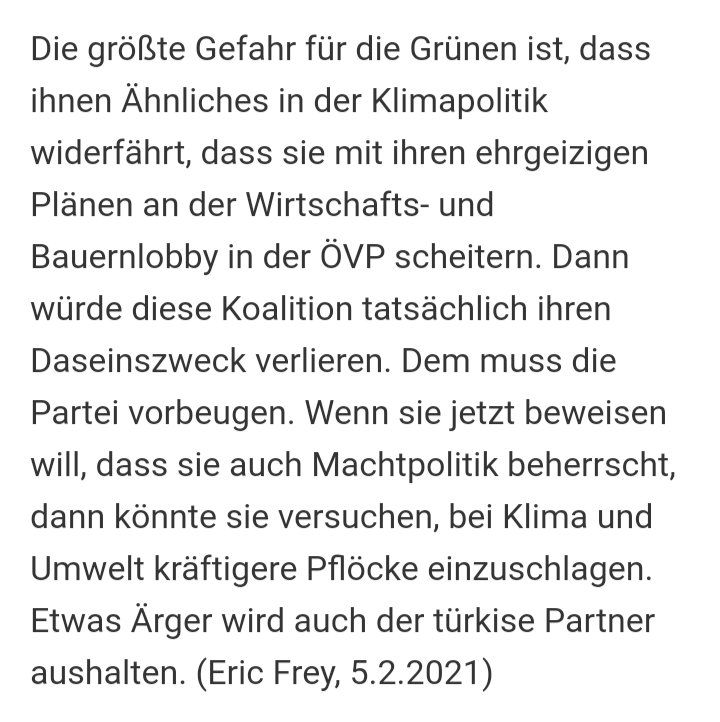 Die größte Gefahr für die Grünen ist, dass
ihnen Ähnliches in der Klimapolitik
widerfährt, dass sie mit ihren ehrgeizigen
Plänen an der Wirtschafts- und
Bauernlobby in der ÖVP scheitern. Dann
würde diese Koalition tatsächlich ihren
Daseinszweck verlieren. Dem muss die
Partei vorbeugen. Wenn sie jetzt beweisen
will, dass sie auch Machtpolitik beherrscht,
dann könnte sie versuchen, bei Klima und
Umwelt kräftigere Pflöcke einzuschlagen.
Etwas Ärger wird auch der türkise Partner
aushalten. (Eric Frey, 5.2.2021)